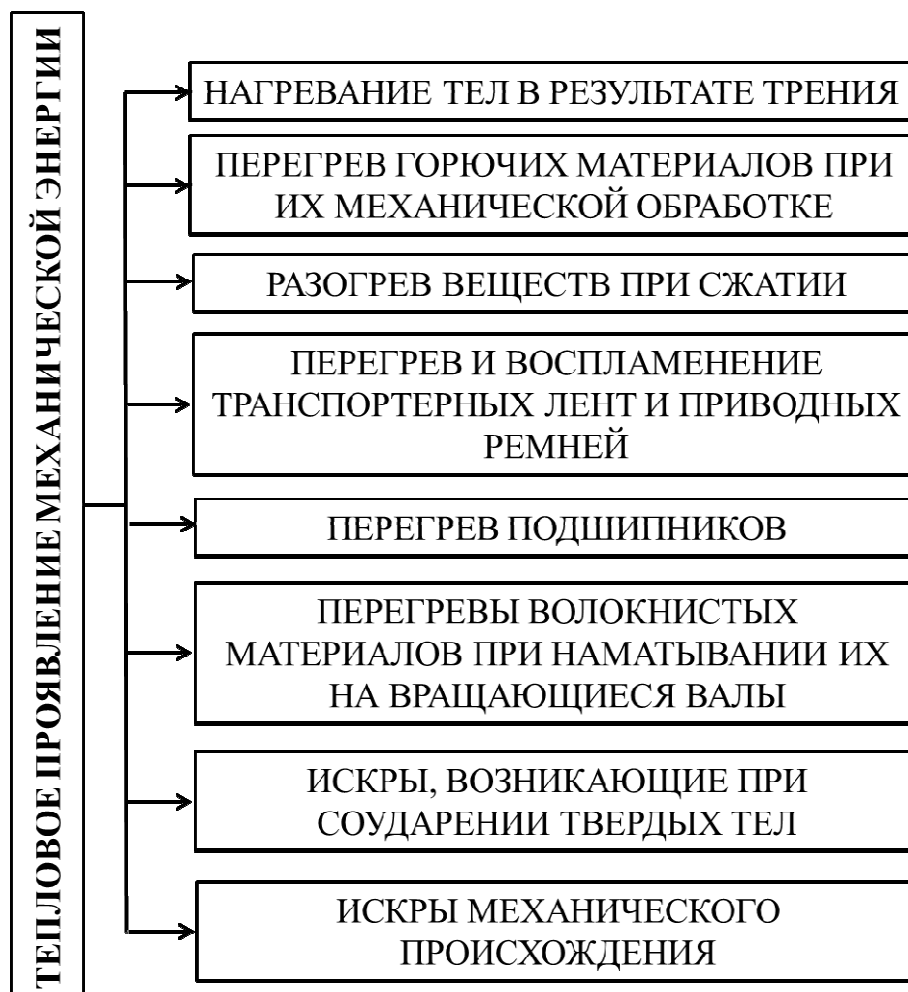 ТЕПЛОВОЕ ПРОЯВЛЕНИЕ МЕХАНИЧЕСКОЙ ЭНЕРГИИ
НАГРЕВАНИЕ ТЕЛ В РЕЗУЛЬТАТЕ ТРЕНИЯ
ПЕРЕГРЕВ ГОРЮЧИХ МАТЕРИАЛОВ ПРИ
ИХ МЕХАНИЧЕСКОЙ ОБРАБОТКЕ
РАЗОГРЕВ ВЕЩЕСТВ ПРИ СЖАТИИ
ПЕРЕГРЕВ И ВОСПЛАМЕНЕНИЕ
ТРАНСПОРТЕРНЫХ ЛЕНТ И ПРИВОДНЫХ
РЕМНЕЙ
ПЕРЕГРЕВ ПОДШИПНИКОВ
ПЕРЕГРЕВЫ ВОЛОКНИСТЫХ
МАТЕРИАЛОВ ПРИ НАМАТЫВАНИИ ИХ
НА ВРАЩАЮЩИЕСЯ ВАЛЫ
ИСКРЫ, ВОЗНИКАЮЩИЕ ПРИ
СОУДАРЕНИИ ТВЕРДЫХ ТЕЛ
ИСКРЫ МЕХАНИЧЕСКОГО
ПРОИСХОЖДЕНИЯ